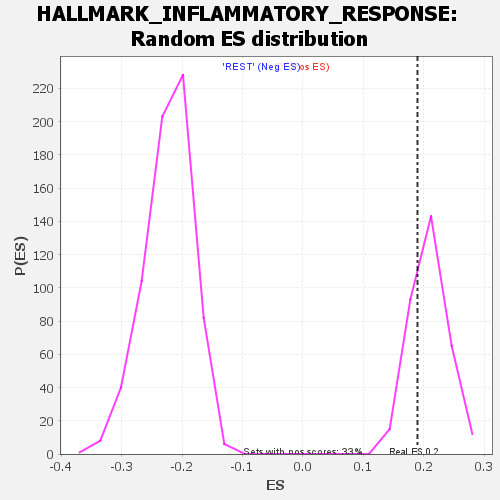 HALLMARK_INFLAMMATORY_RESPONSE:
Random ES distribution
'REST' (Neg ES)os ES)
220
200
180
160
140
120
100
80
60
40
20
0
P(ES)
Sets with pos scores: 33%
Real ES 0.2
-0.4 -0.3 -0.2 -0.1 0.0 0.1 0.2 0.3
ES